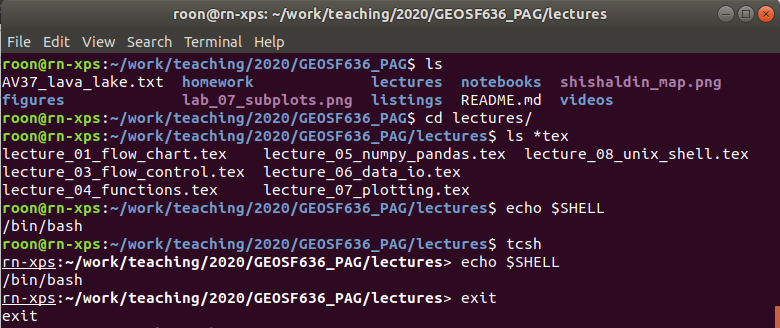 roon@rn-xps: ~/work/teaching/2020/GEOSF636_PAG/lectures
File Edit View Search Terminal Help
roon@rn-xps:~/work/teaching/2020/GEOSF636_PAG$ ls
AV37_lava_lake.txt homework lectures notebooks shishaldin_map.png
figures lab_07_subplots.png listings README.md videos
roon@rn-xps:~/work/teaching/2020/GEOSF636_PAG$ cd lectures/
roon@rn-xps:~/work/teaching/2020/GEOSF636_PAG/lectures$ ls *tex
lecture_01_flow_chart.tex lecture_05_numpy_pandas.tex lecture_08_unix_shell.tex
lecture_03_flow_control.tex lecture_06_data_io.tex
lecture_04_functions.tex lecture_07_plotting.tex
roon@rn-xps:~/work/teaching/2020/GEOSF636_PAG/lectures$ echo $SHELL
/bin/bash
roon@rn-xps:~/work/teaching/2020/GEOSF636_PAG/lectures$ tcsh
rn-xps:~/work/teaching/2020/GEOSF636_PAG/lectures> echo $SHELL
/bin/bash
rn-xps:~/work/teaching/2020/GEOSF636_PAG/lectures> exit
exit